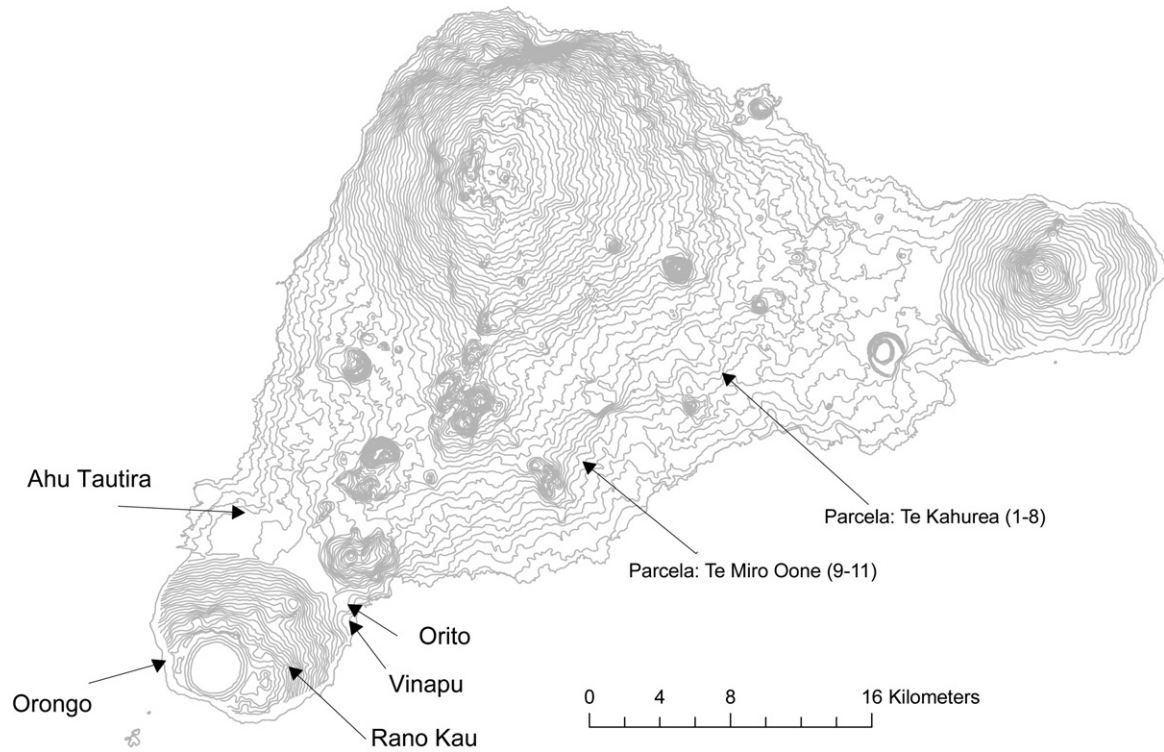 Ahu Tautira
Parcela: Te Kahurea (1-8)
Parcela: Te Miro Oone (9-11)
Orito
Vinapu
Orongo
Rano Kau
0 4 8 16 Kilometers